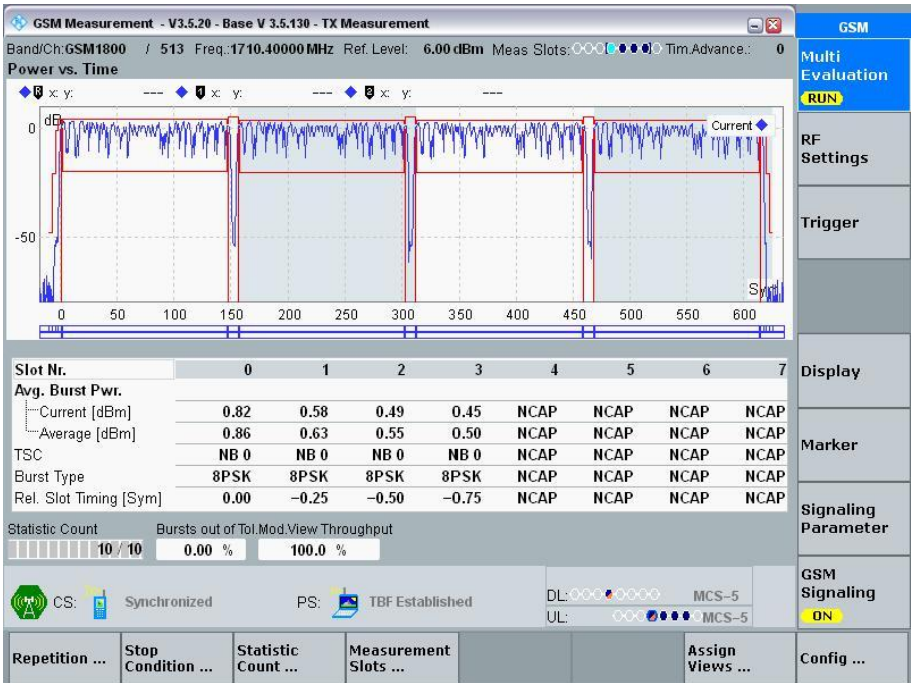 GSM Measurement - V3.5.20 - Base V 3.5.130 - TX Measurement
GSM
Band/Ch:GSM1800 / 513 Freq.:1710.40000 MHz Ref. Level: 6.00 dBm Meas Slots: Tim.Advance.: 0
Multi Evaluation
RUN
Power vs. Time
R x: y: --- 1 x: y: --- 2 x: y: ---
dB
Current
0
-50
Sym
0 50 100 150 200 250 300 350 400 450 500 550 600
RF Settings
Trigger
Display
Marker
Signaling Parameter
GSM Signaling
ON
Slot Nr. 0 1 2 3 4 5 6 7
Avg. Burst Pwr.
Current [dBm] 0.82 0.58 0.49 0.45 NCAP NCAP NCAP NCAP
Average [dBm] 0.86 0.63 0.55 0.50 NCAP NCAP NCAP NCAP
TSC NB 0 NB 0 NB 0 NB 0 NCAP NCAP NCAP NCAP
Burst Type 8PSK 8PSK 8PSK 8PSK NCAP NCAP NCAP NCAP
Rel. Slot Timing [Sym] 0.00 −0.25 −0.50 −0.75 NCAP NCAP NCAP NCAP
Statistic Count Bursts out of Tol. Mod.View Throughput
10 / 10 0.00 % 100.0 %
CS: Synchronized PS: TBF Established DL: MCS−5
UL: MCS−5
Repetition ...
Stop Condition ...
Statistic Count ...
Measurement Slots ...
Assign Views ...
Config ...